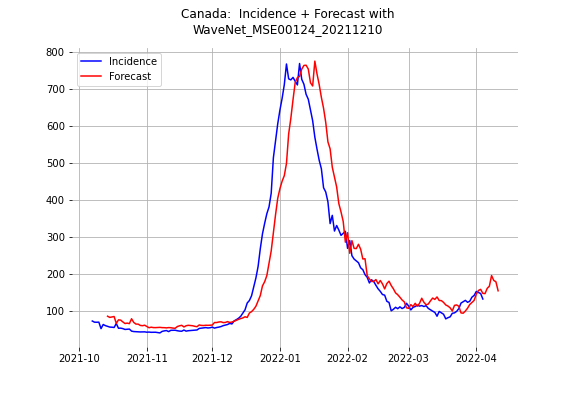 Canada:  Incidence + Forecast with
WaveNet_MSE00124_20211210
Incidence
Forecast
800
700
600
500
400
300
200
100
2021-10 2021-11 2021-12 2022-01 2022-02 2022-03 2022-04